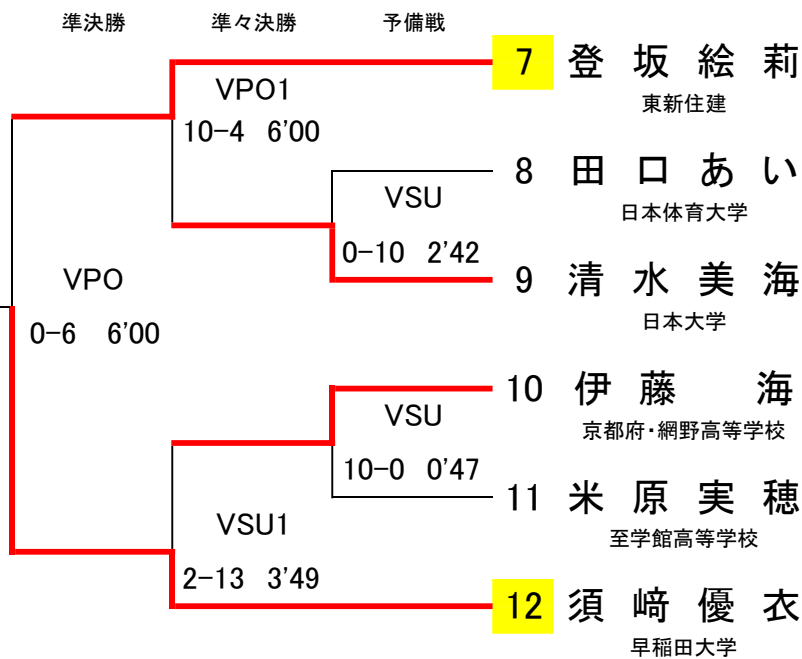 準決勝 準々決勝 予備戦
7 登坂絵莉
東新住建
VPO1
10-4 6'00
8 田口あい
日本体育大学
VSU
0-10 2'42
9 清水美海
日本大学
VPO
0-6 6'00
10 伊藤 海
京都府・網野高等学校
VSU
10-0 0'47
11 米原実穂
至学館高等学校
VSU1
2-13 3'49
12 須﨑優衣
早稲田大学